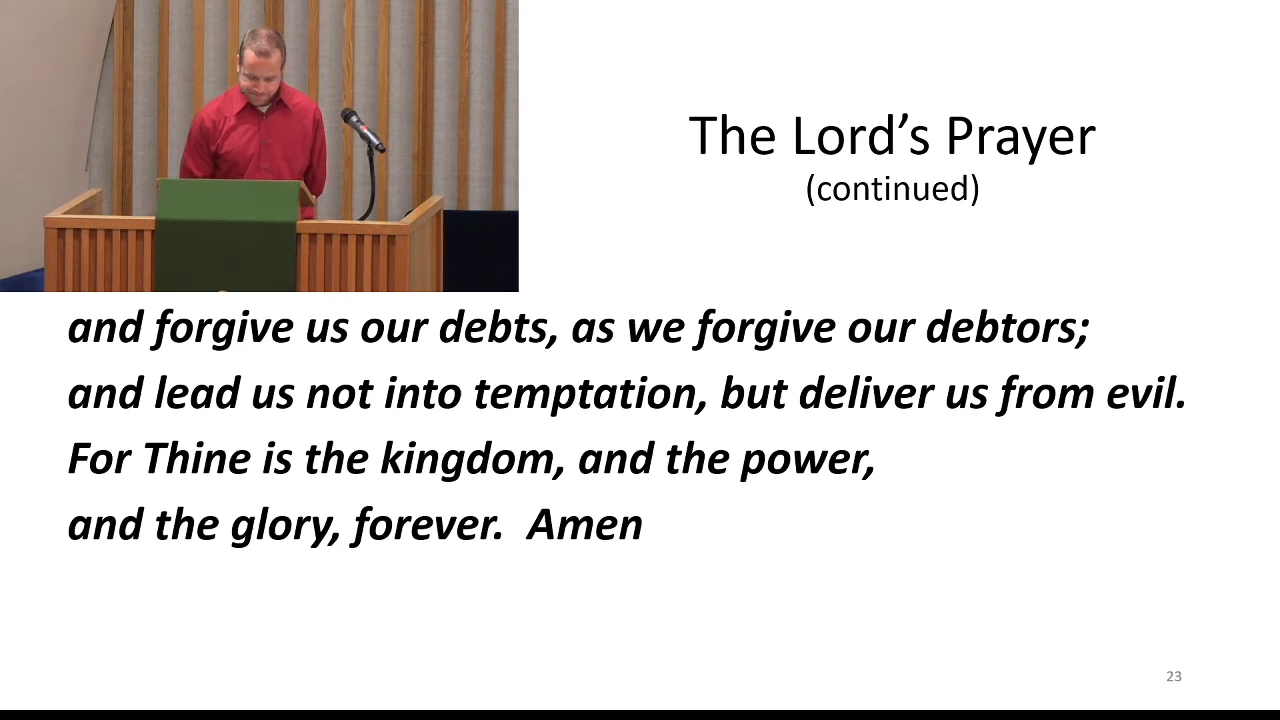 The Lord’s Prayer
(continued)
and forgive us our debts, as we forgive our debtors;
and lead us not into temptation, but deliver us from evil.
For Thine is the kingdom, and the power,
and the glory, forever.  Amen
23